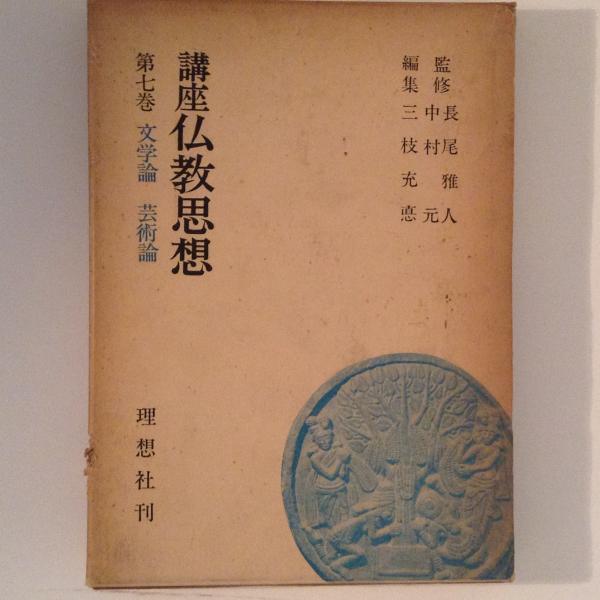 監修 長尾雅人
中村元
編集 三枝充悳
講座仏教思想
第七巻 文学論 芸術論
理想社刊